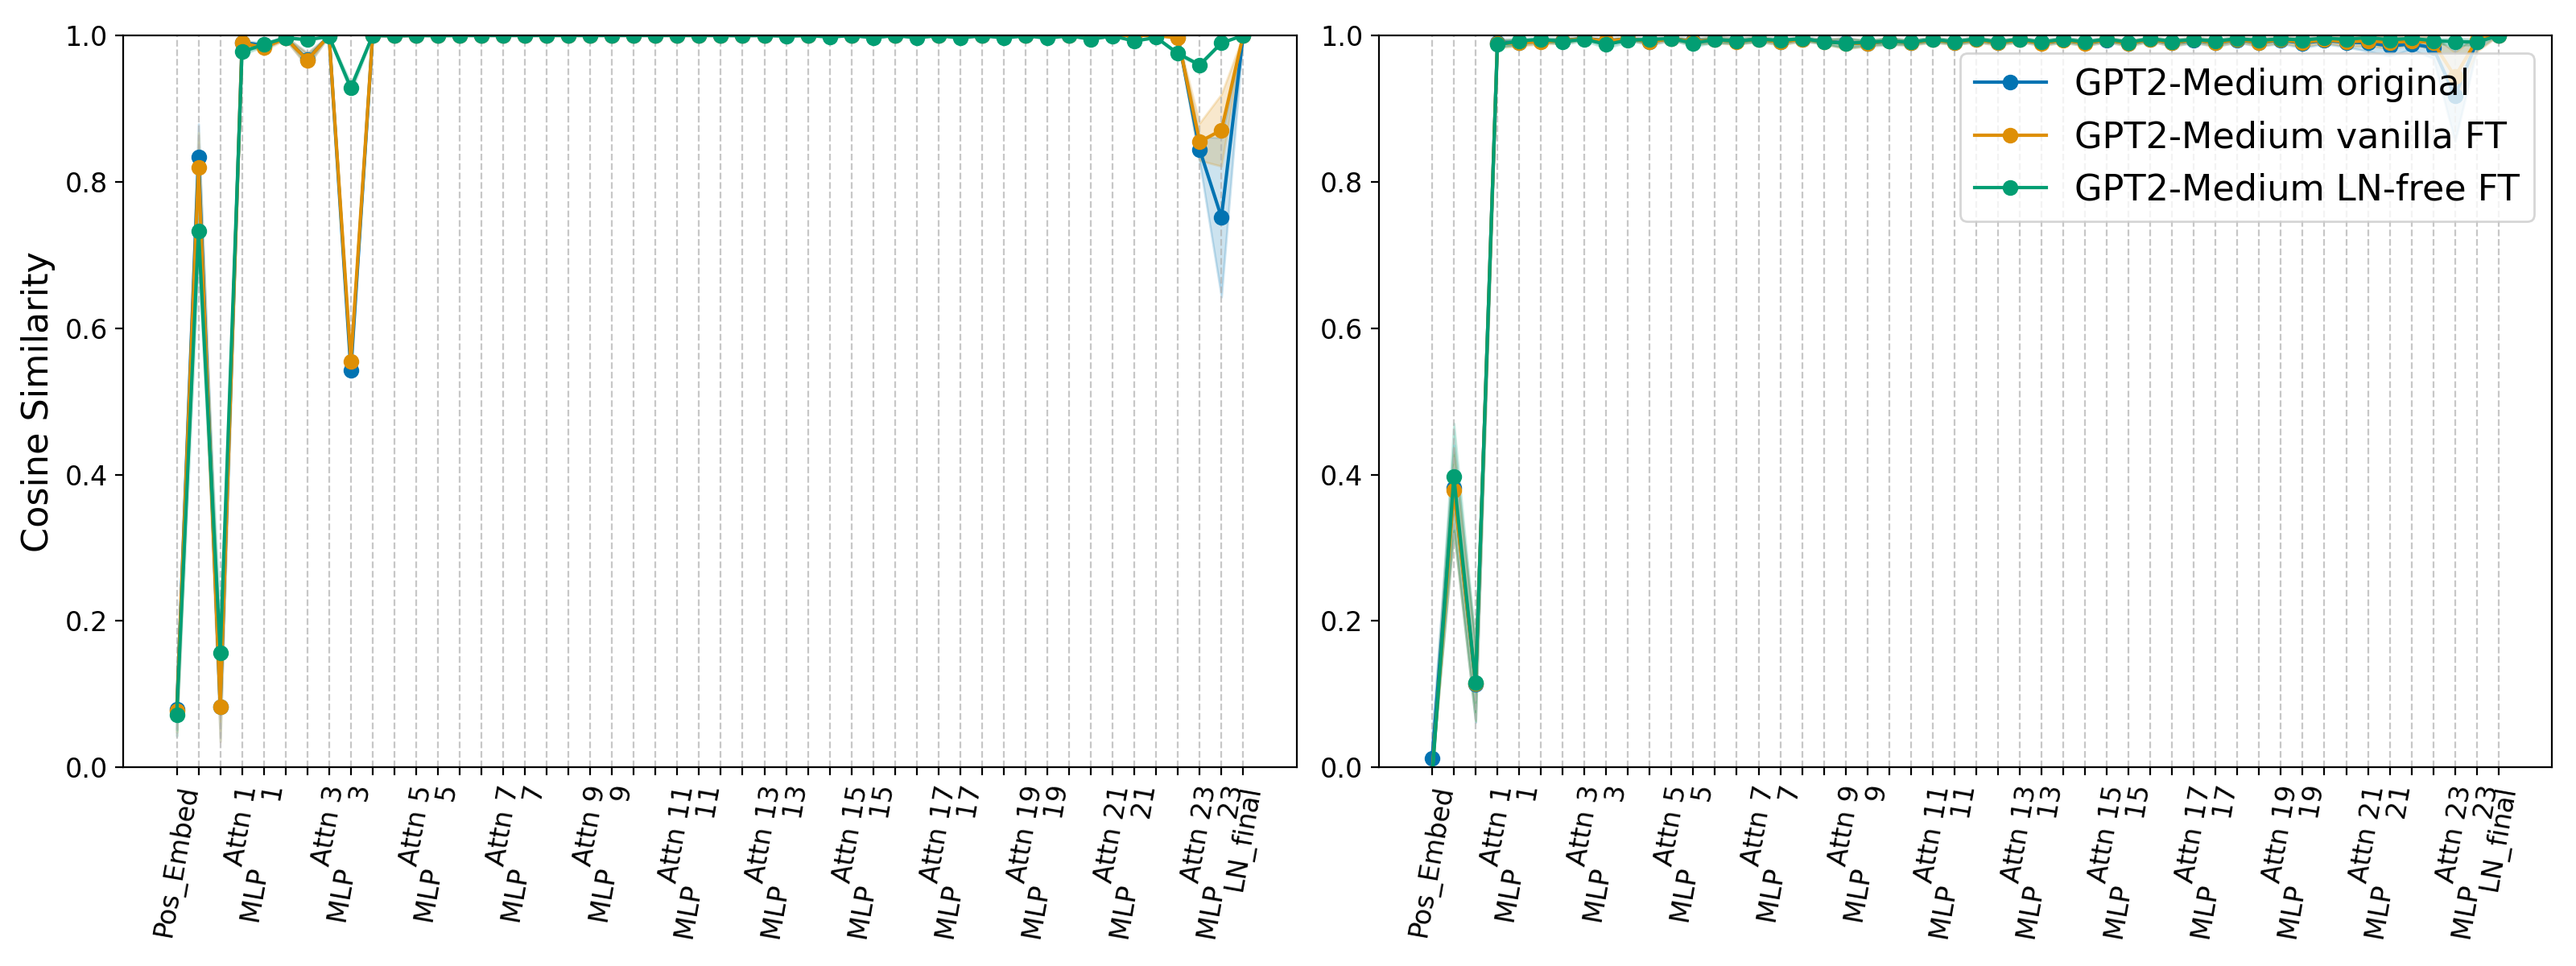 Cosine Similarity
1.0
0.8
0.6
0.4
0.2
0.0
Pos_Embed
Attn 1
MLP 1
Attn 3
MLP 3
Attn 5
MLP 5
Attn 7
MLP 7
Attn 9
MLP 9
Attn 11
MLP 11
Attn 13
MLP 13
Attn 15
MLP 15
Attn 17
MLP 17
Attn 19
MLP 19
Attn 21
MLP 21
Attn 23
MLP 23
LN_final
1.0
0.8
0.6
0.4
0.2
0.0
GPT2-Medium original
GPT2-Medium vanilla FT
GPT2-Medium LN-free FT
Pos_Embed
Attn 1
MLP 1
Attn 3
MLP 3
Attn 5
MLP 5
Attn 7
MLP 7
Attn 9
MLP 9
Attn 11
MLP 11
Attn 13
MLP 13
Attn 15
MLP 15
Attn 17
MLP 17
Attn 19
MLP 19
Attn 21
MLP 21
Attn 23
MLP 23
LN_final